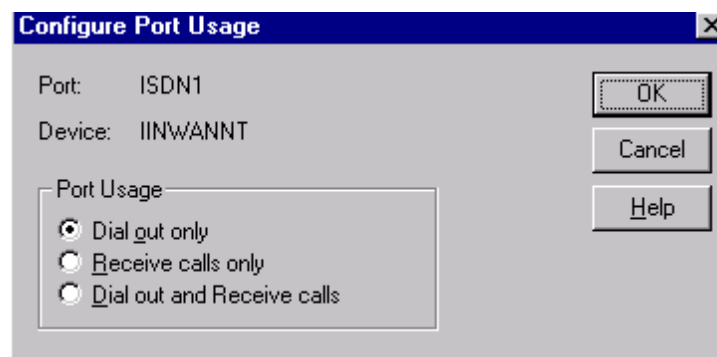 Configure Port Usage
Port: ISDN1
Device: IINWANNT
Port Usage
Dial out only
Receive calls only
Dial out and Receive calls
OK
Cancel
Help